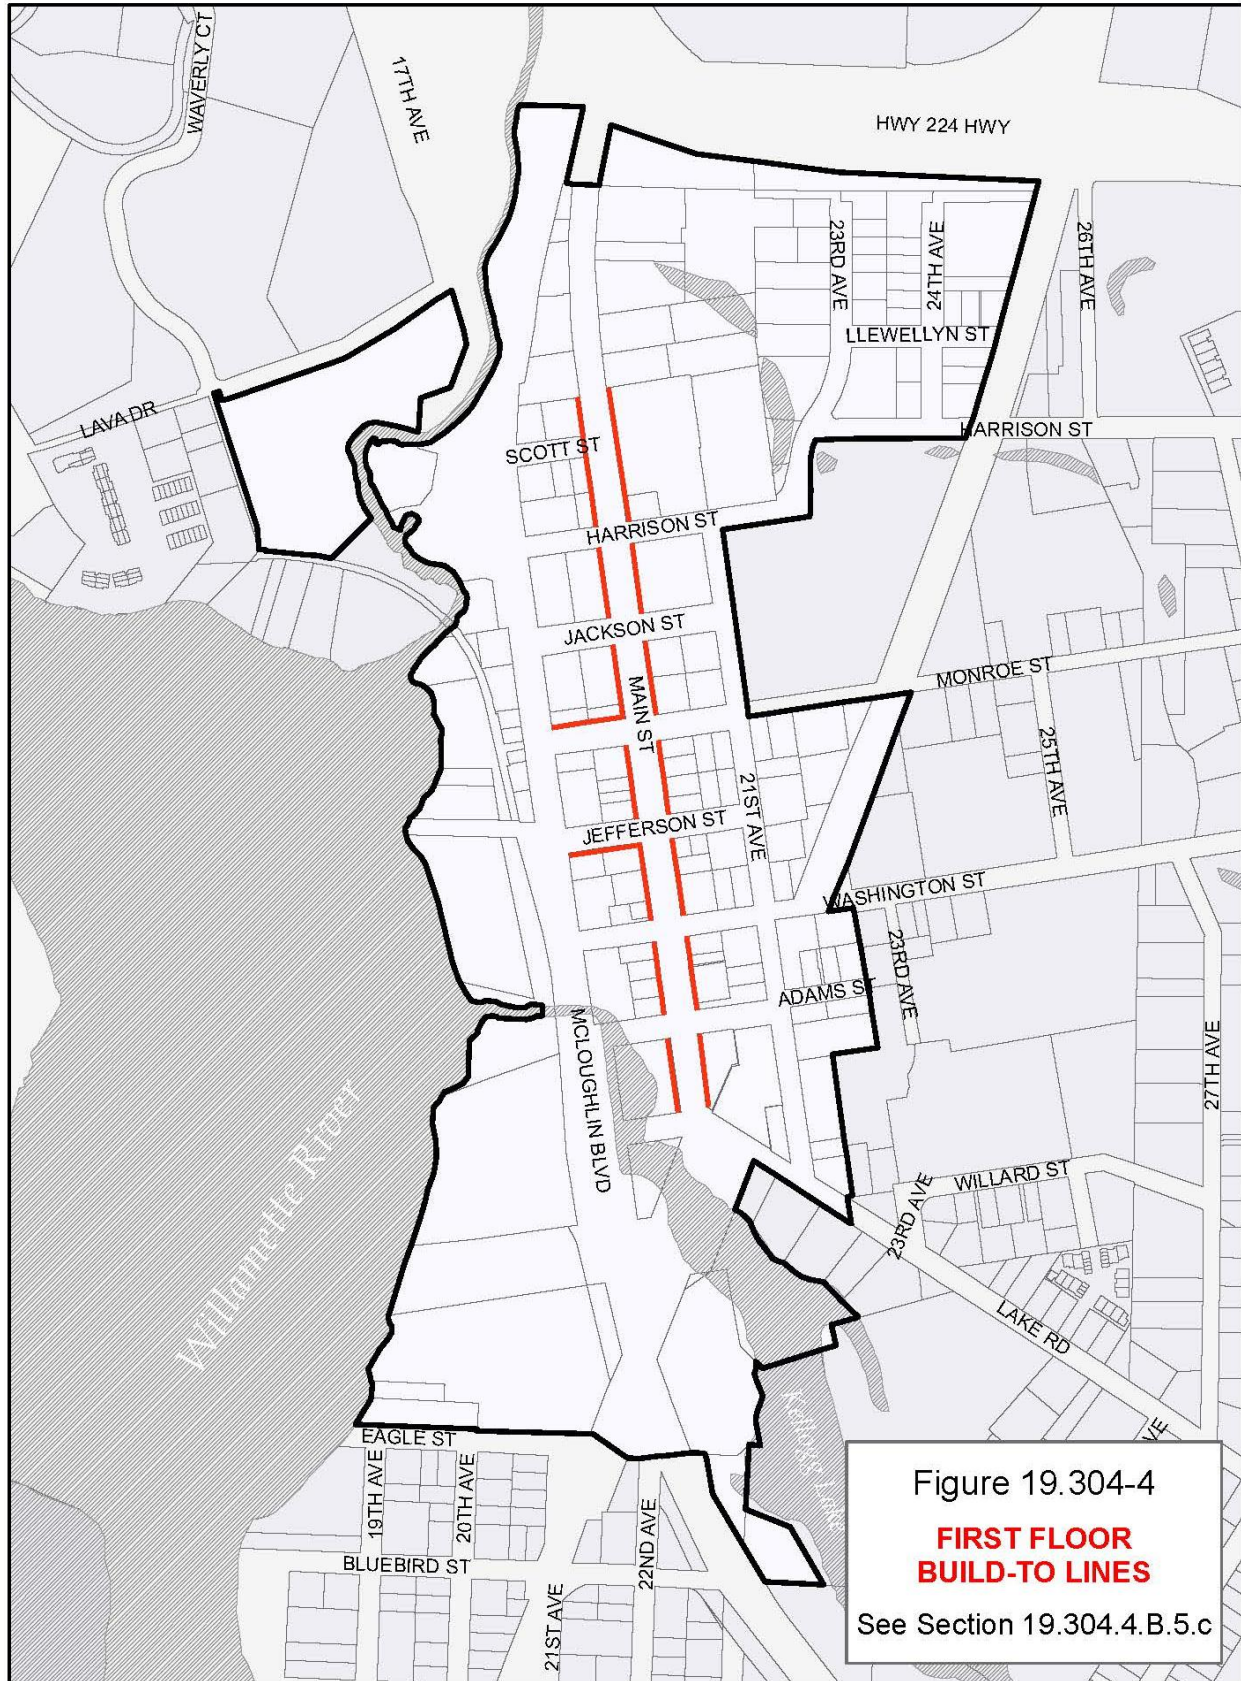 WAVERLY CT
17TH AVE
HWY 224 HWY
23RD AVE
24TH AVE
26TH AVE
LLEWELLYN ST
LAVA DR
SCOTT ST
HARRISON ST
HARRISON ST
JACKSON ST
MAIN ST
MONROE ST
25TH AVE
21ST AVE
JEFFERSON ST
WASHINGTON ST
23RD AVE
ADAMS ST
MCLOUGHLIN BLVD
27TH AVE
Willamette River
WILLARD ST
23RD AVE
LAKE RD
Kellogg Lake
AVE
EAGLE ST
19TH AVE
20TH AVE
22ND AVE
BLUEBIRD ST
21ST AVE
Figure 19.304-4
FIRST FLOOR
BUILD-TO LINES
See Section 19.304.4.B.5.c